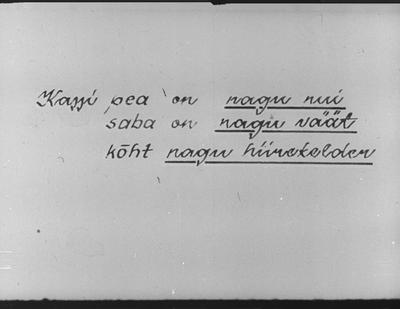 Kassi pea on nagu nui
saba on nagu väät
kõht nagu hiirekelder